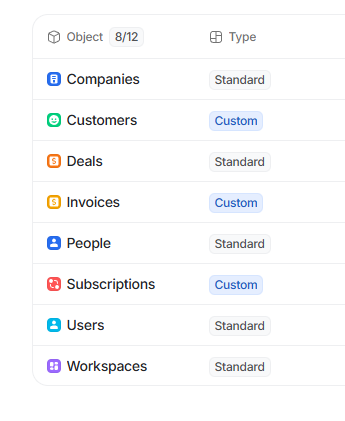 Object 8/12 Type
Companies Standard
Customers Custom
Deals Standard
Invoices Custom
People Standard
Subscriptions Custom
Users Standard
Workspaces Standard